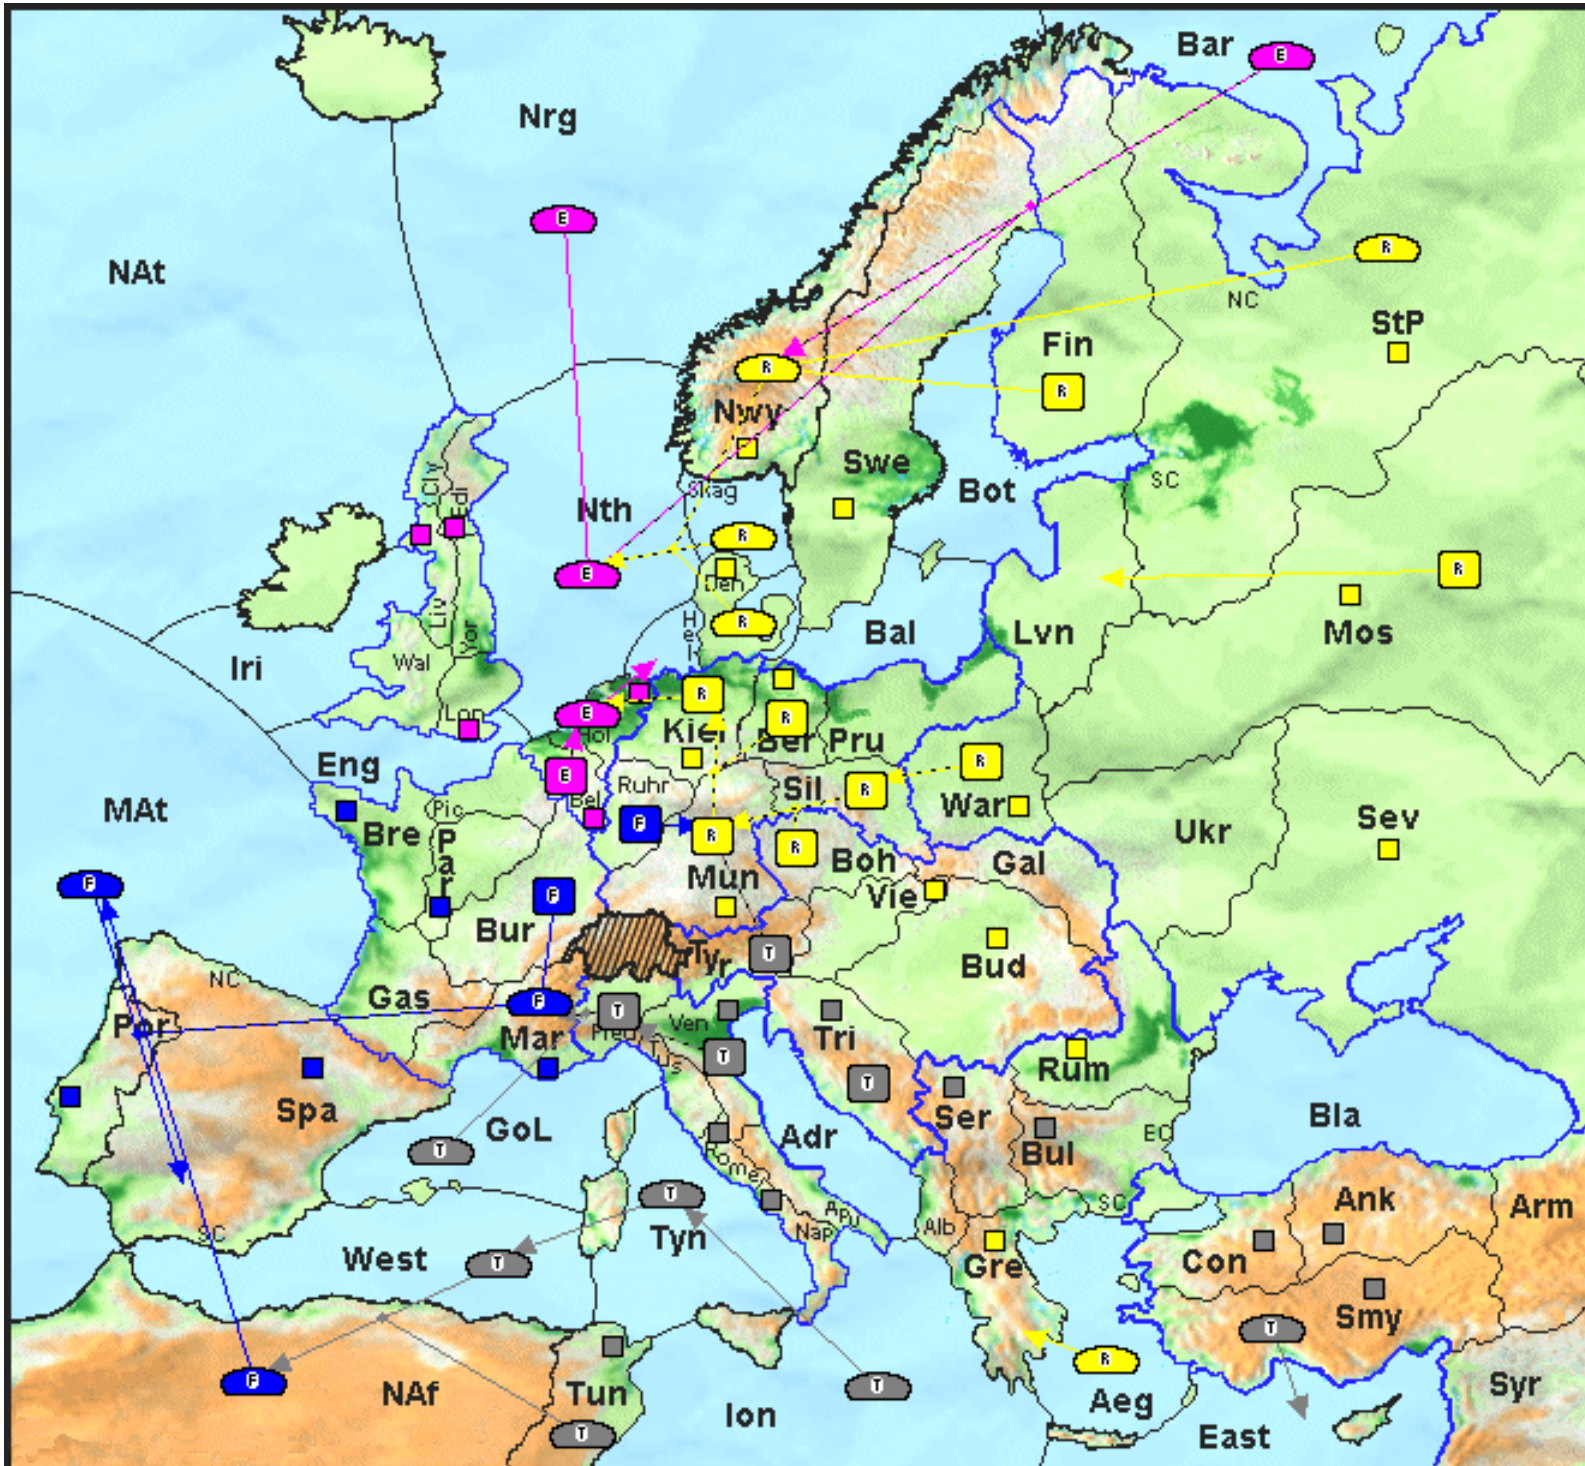 Bar
E
Nrg
E
R
NAt
NC
StP
Fin
R
R
Nwy
Swe
Cly
Edi
SC
Bot
Skag
Nth
R
E
R
Den
Liv
Yor
R
Hel
Bal
Lvn
Mos
Iri
Wal
R
E
Lon
R
Kiel
Hol
Ber
Pru
Eng
R
E
Ruhr
Sil
R
War
MAt
Pic
Bel
Bre
Par
F
R
R
Boh
Gal
Ukr
Sev
Mun
Vie
F
F
Bur
Tyr
T
Bud
NC
Gas
F
T
Por
Mar
Pied
Ven
Tri
Tus
T
Rum
Spa
T
Ser
GoL
Adr
Bul
EC
Bla
T
Rome
T
Ank
Arm
SC
Apu
SC
Nap
Alb
West
Tyn
T
Gre
Con
Smy
T
R
F
NAf
Tun
T
Aeg
Syr
Ion
T
East